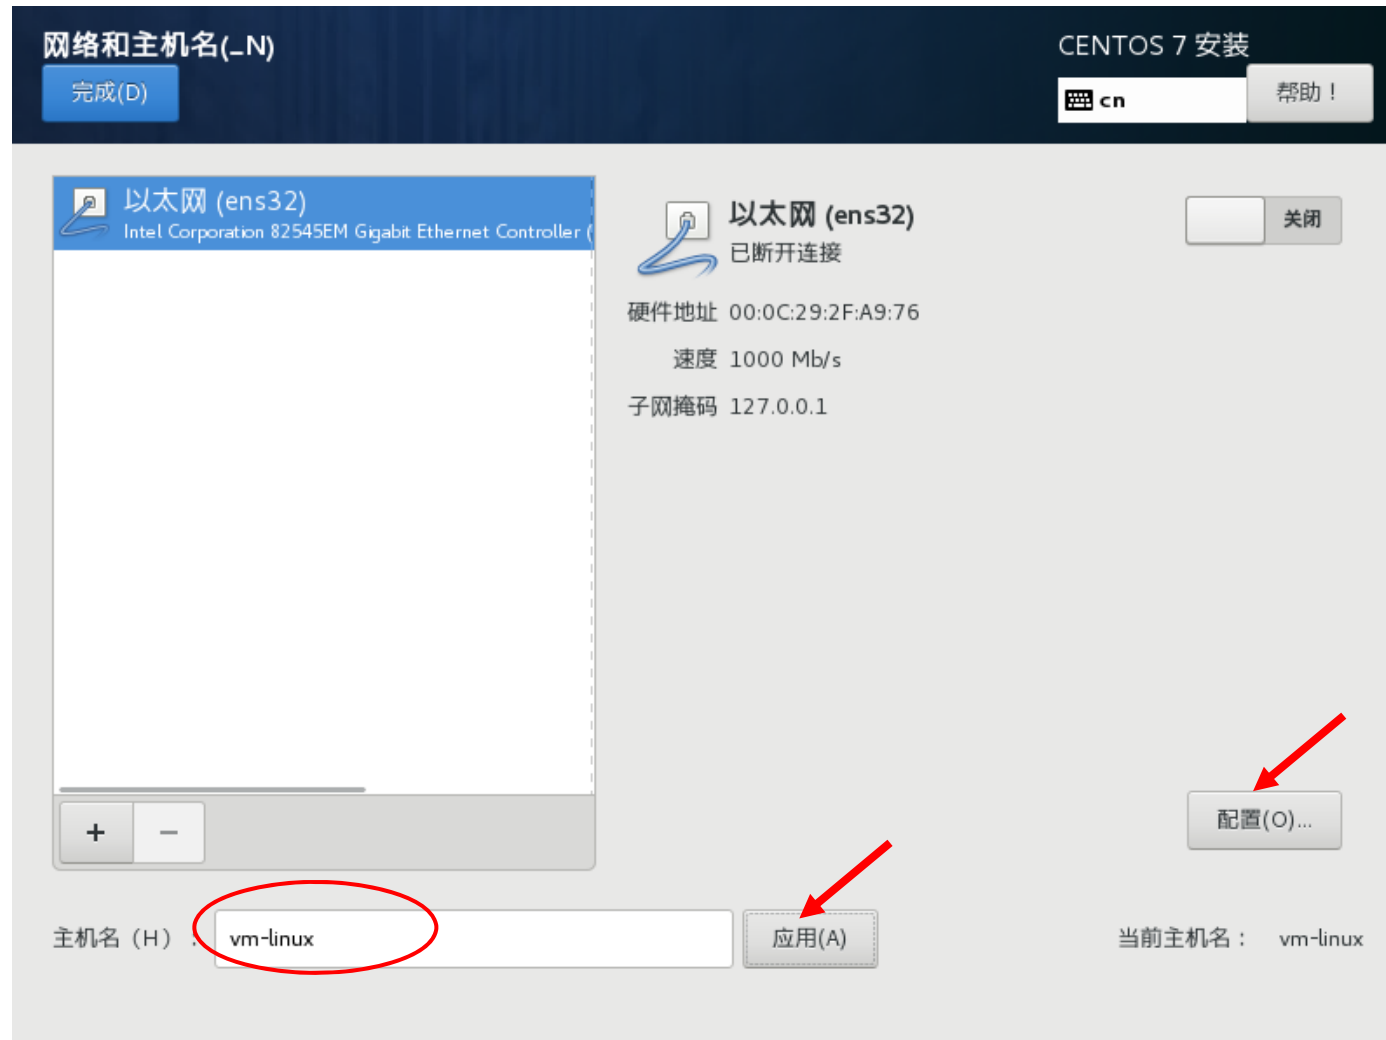 网络和主机名(_N)
CENTOS 7 安装
完成(D)
cn
帮助！
以太网 (ens32)
Intel Corporation 82545EM Gigabit Ethernet Controller (
以太网 (ens32)
已断开连接
关闭
硬件地址 00:0C:29:2F:A9:76
速度 1000 Mb/s
子网掩码 127.0.0.1
+ −
配置(O)...
主机名（H）： vm-linux 应用(A) 当前主机名： vm-linux